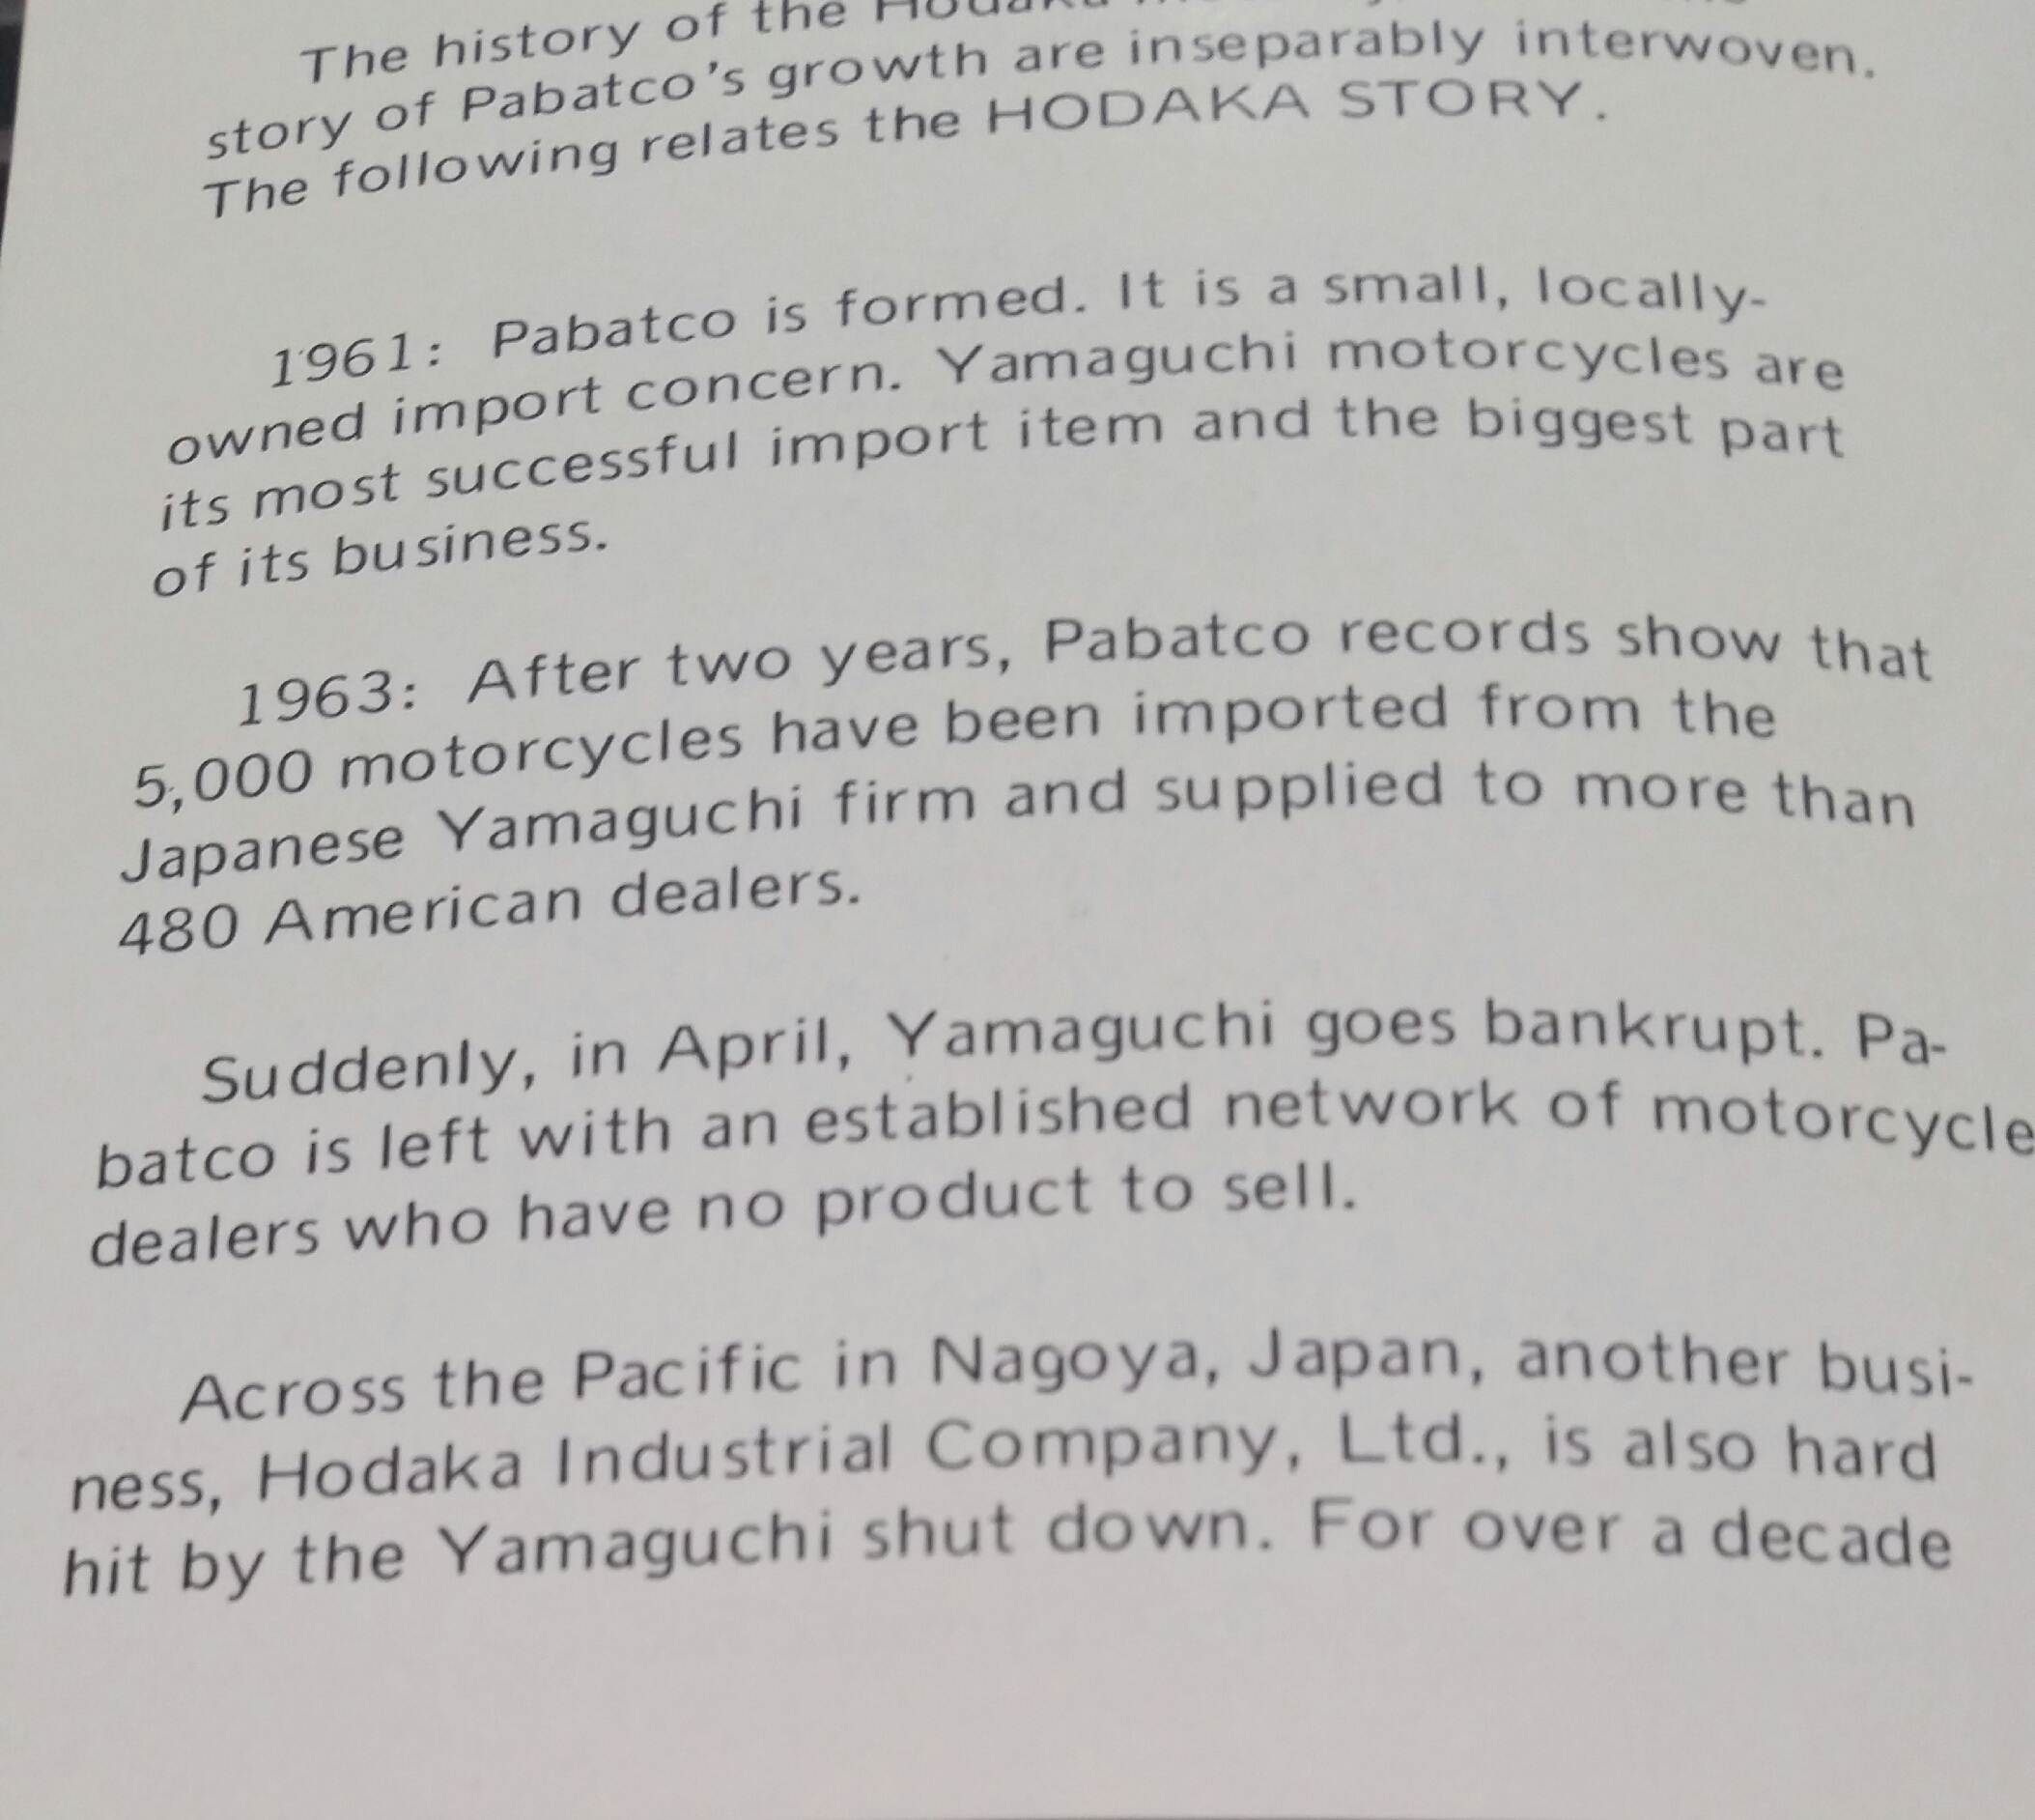 The history of the
story of Pabatco's growth are inseparably interwoven.
The following relates the HODAKA STORY.
1961: Pabatco is formed. It is a small, locally-
owned import concern. Yamaguchi motorcycles are
its most successful import item and the biggest part
of its business.
1963: After two years, Pabatco records show that
5,000 motorcycles have been imported from the
Japanese Yamaguchi firm and supplied to more than
480 American dealers.
Suddenly, in April, Yamaguchi goes bankrupt. Pa-
batco is left with an established network of motorcycle
dealers who have no product to sell.
Across the Pacific in Nagoya, Japan, another busi-
ness, Hodaka Industrial Company, Ltd., is also hard
hit by the Yamaguchi shut down. For over a decade